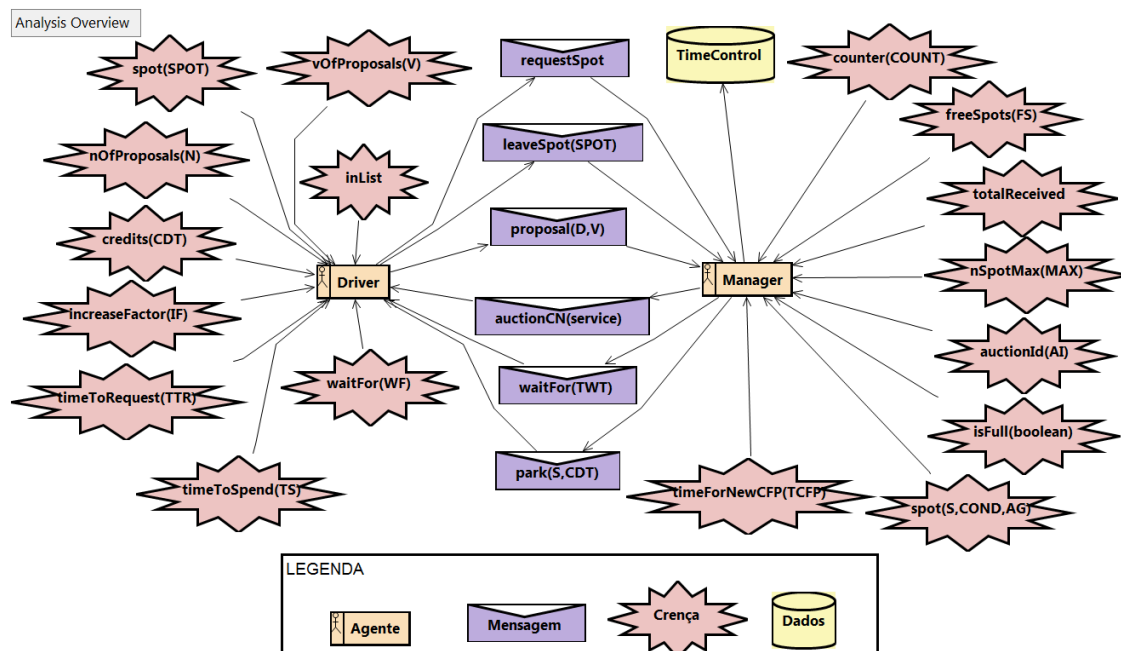 Analysis Overview
spot(SPOT)
vOfProposals(V)
requestSpot
TimeControl
counter(COUNT)
freeSpots(FS)
leaveSpot(SPOT)
nOfProposals(N)
inList
totalReceived
proposal(D,V)
credits(CDT)
nSpotMax(MAX)
Driver
Manager
increaseFactor(IF)
auctionCN(service)
auctionId(AI)
waitFor(WF)
waitFor(TWT)
timeToRequest(TTR)
isFull(boolean)
park(S,CDT)
timeToSpend(TS)
timeForNewCFP(TCFP)
spot(S,COND,AG)
LEGENDA
Agente
Mensagem
Crença
Dados